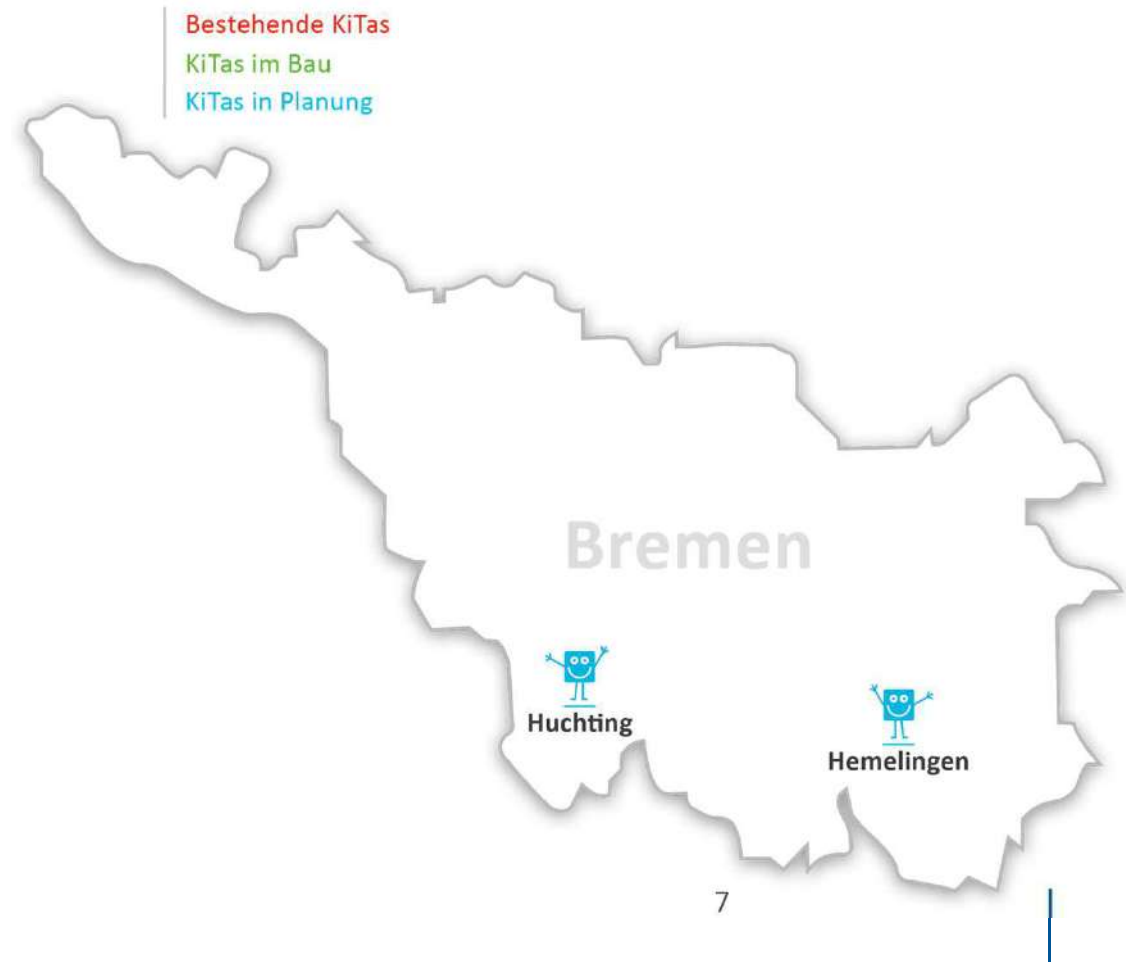 Bestehende KiTas
KiTas im Bau
KiTas in Planung
Bremen
Huchting
Hemelingen
7